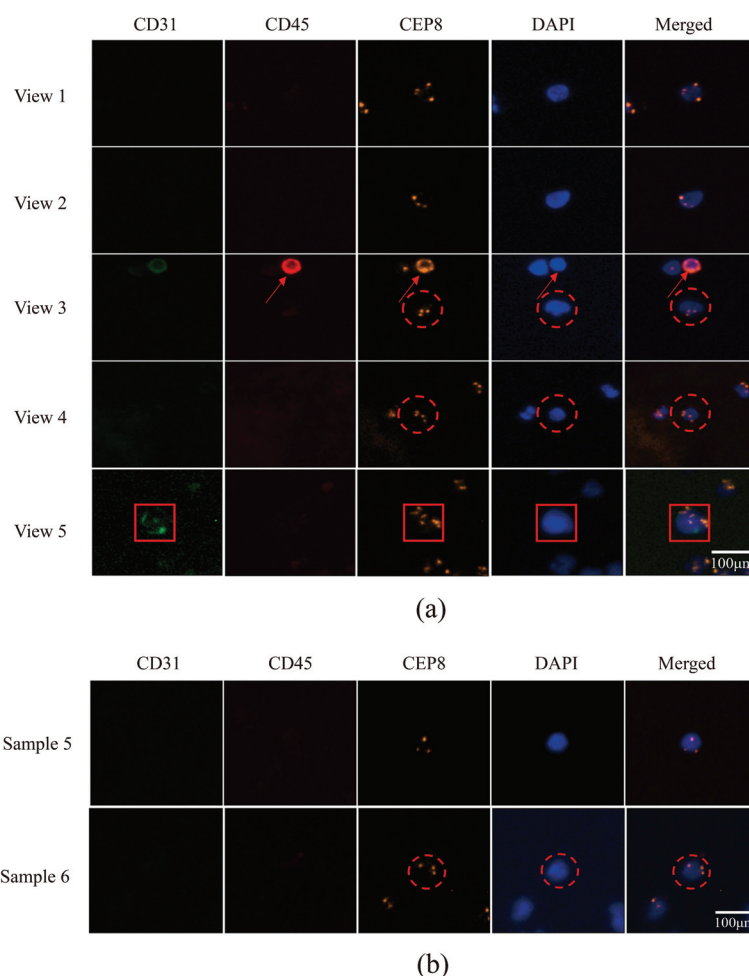 CD31 CD45 CEP8 DAPI Merged
View 1
View 2
View 3
View 4
View 5
100μm
(a)
CD31 CD45 CEP8 DAPI Merged
Sample 5
Sample 6
100μm
(b)